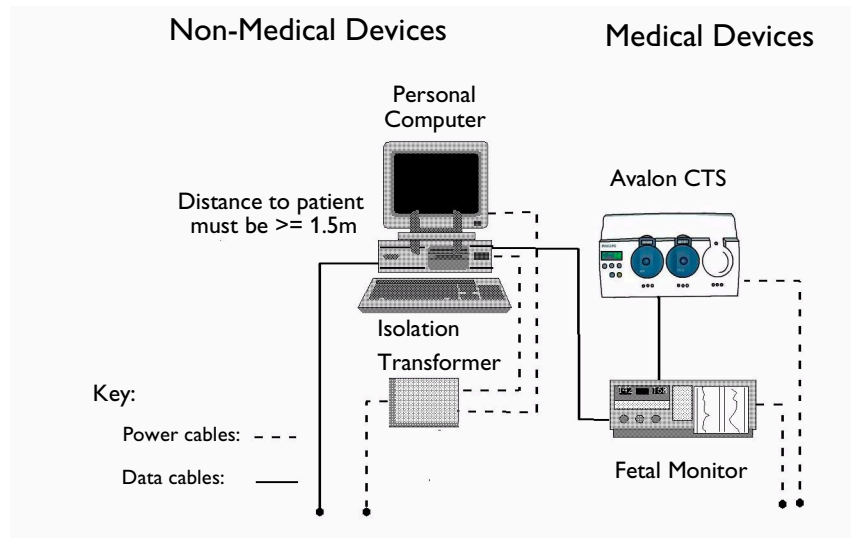 Non-Medical Devices
Medical Devices
Personal
Computer
Distance to patient
must be >= 1.5m
Avalon CTS
Isolation
Transformer
Key:
Power cables:
Data cables:
Fetal Monitor